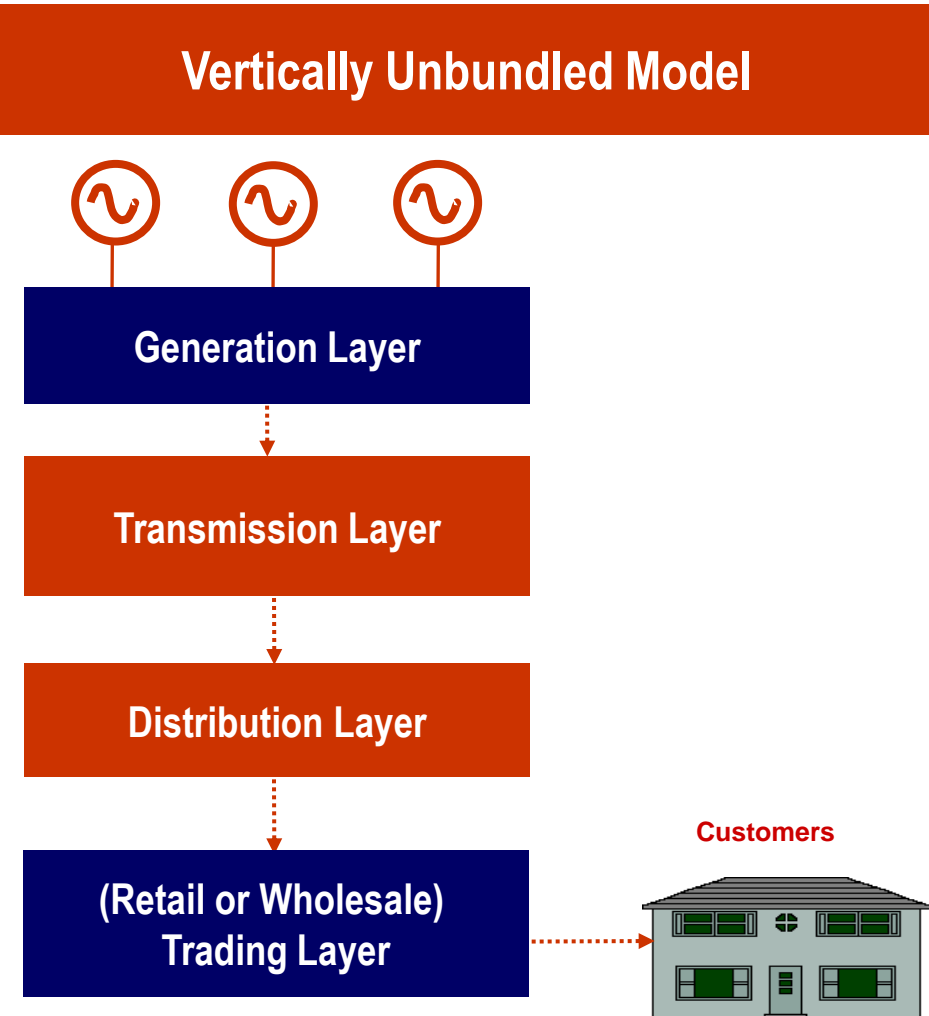 Vertically Unbundled Model
Generation Layer
Transmission Layer
Distribution Layer
Customers
(Retail or Wholesale)
Trading Layer